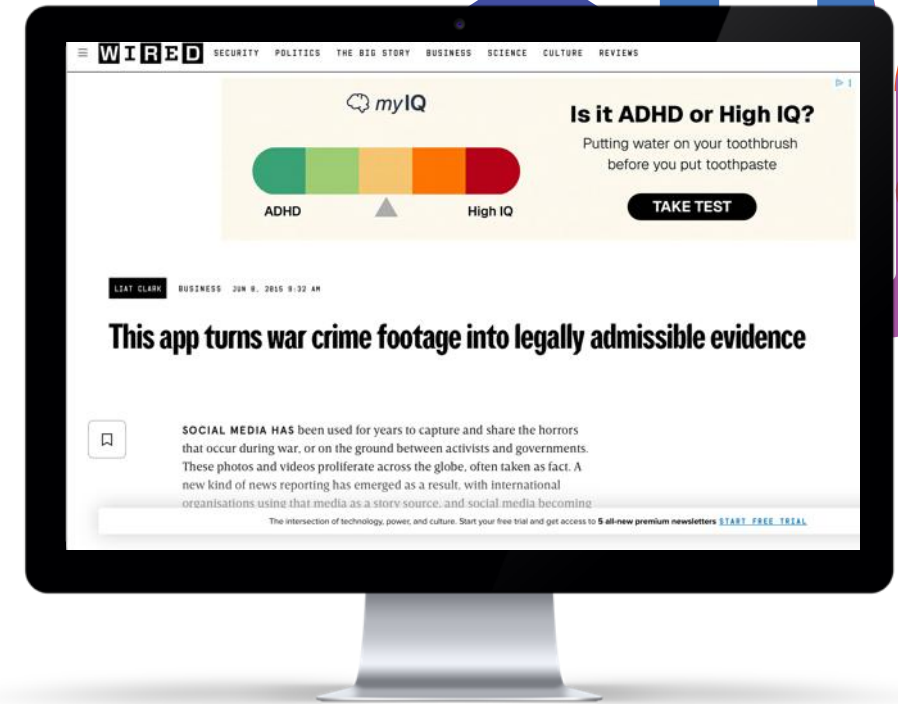 WIRED SECURITY POLITICS THE BIG STORY BUSINESS SCIENCE CULTURE REVIEWS
myIQ
ADHD High IQ
Is it ADHD or High IQ?
Putting water on your toothbrush
before you put toothpaste
TAKE TEST
LIAT CLARK BUSINESS JUN 8, 2015 9:32 AM
This app turns war crime footage into legally admissible evidence
SOCIAL MEDIA HAS been used for years to capture and share the horrors
that occur during war, or on the ground between activists and governments.
These photos and videos proliferate across the globe, often taken as fact. A
new kind of news reporting has emerged as a result, with international
organisations using that media as a story source, and social media becoming
The intersection of technology, power, and culture. Start your free trial and get access to 5 all-new premium newsletters START FREE TRIAL